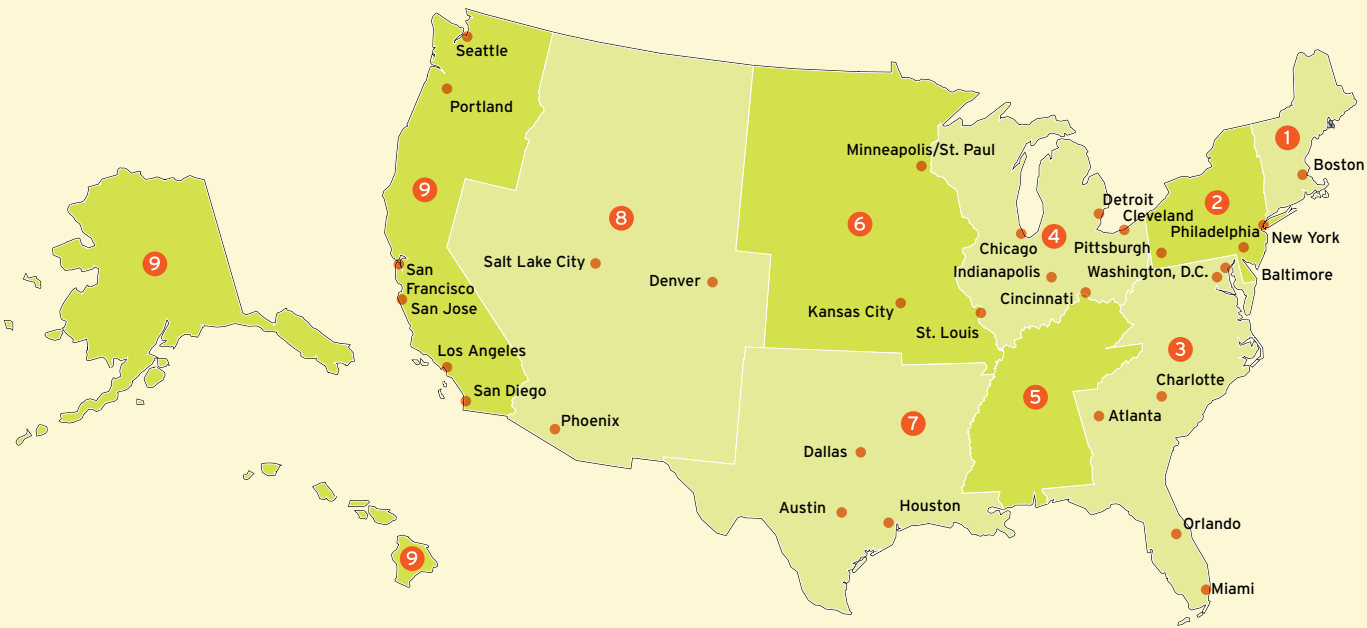 Seattle
Portland
Minneapolis/St. Paul
1
Boston
9
2
8
6
Detroit
Cleveland
4
Philadelphia
New York
Chicago
Pittsburgh
9
San
Francisco
San Jose
Salt Lake City
Denver
Indianapolis
Washington, D.C.
Baltimore
Cincinnati
Kansas City
St. Louis
Los Angeles
3
San Diego
Charlotte
5
Phoenix
7
Atlanta
Dallas
Austin
Houston
Orlando
9
Miami